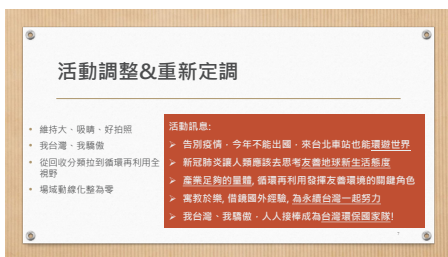 活動調整&重新定調
維持大、吸睛、好拍照
我台灣、我驕傲
從回收分類拉到循環再利用全
視野
場域動線化整為零
活動訊息:
告別疫情，今年不能出國，來台北車站也能環遊世界
新冠肺炎讓人類應該去思考友善地球新生活態度
產業足夠的量體, 循環再利用發揮友善環境的關鍵角色
寓教於樂, 借鏡國外經驗, 為永續台灣一起努力
我台灣、我驕傲，人人接棒成為台灣環保國家隊!